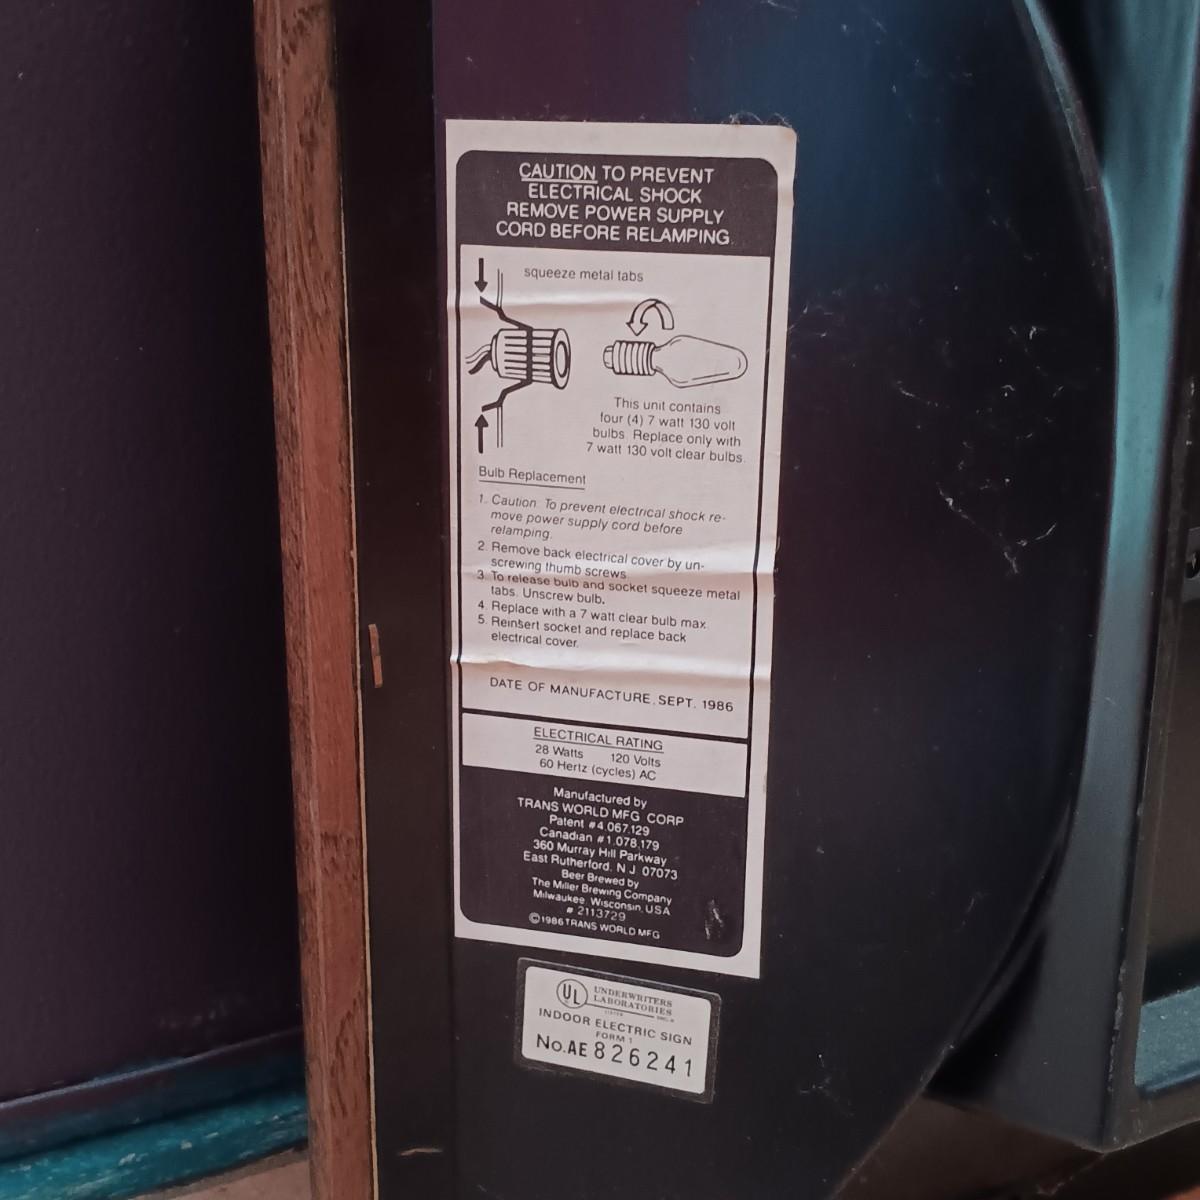 CAUTION TO PREVENT
ELECTRICAL SHOCK
REMOVE POWER SUPPLY
CORD BEFORE RELAMPING.
squeeze metal tabs
This unit contains
four (4) 7 watt 130 volt
bulbs. Replace only with
7 watt 130 volt clear bulbs.
Bulb Replacement
1. Caution: To prevent electrical shock re-
move power supply cord before
relamping.
2. Remove back electrical cover by un-
screwing thumb screws.
3. To release bulb and socket squeeze metal
tabs. Unscrew bulb.
4. Replace with a 7 watt clear bulb max.
5. Reinsert socket and replace back
electrical cover.
DATE OF MANUFACTURE, SEPT. 1986
ELECTRICAL RATING
28 Watts 120 Volts
60 Hertz (cycles) AC
Manufactured by
TRANS WORLD MFG. CORP
Patent #4,067,129
Canadian #1,078,179
360 Murray Hill Parkway
East Rutherford, N.J. 07073
Beer Brewed by
The Miller Brewing Company
Milwaukee, Wisconsin, USA
# 2113729
©1986 TRANS WORLD MFG
UL UNDERWRITERS
LABORATORIES
INDOOR ELECTRIC SIGN
FORM 1
No. AE 826241